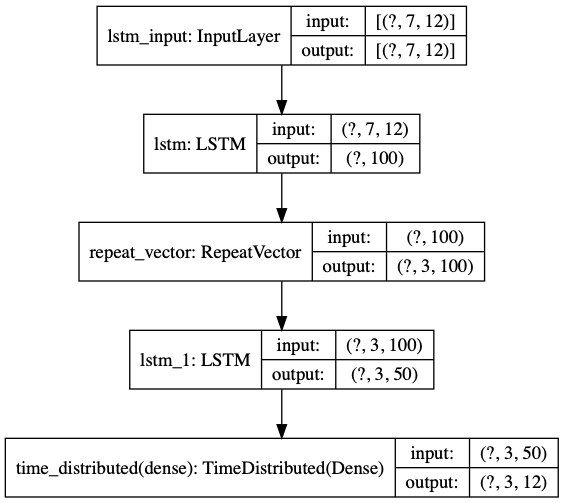 lstm_input: InputLayer
input: [(?, 7, 12)]
output: [(?, 7, 12)]
lstm: LSTM
input: (?, 7, 12)
output: (?, 100)
repeat_vector: RepeatVector
input: (?, 100)
output: (?, 3, 100)
lstm_1: LSTM
input: (?, 3, 100)
output: (?, 3, 50)
time_distributed(dense): TimeDistributed(Dense)
input: (?, 3, 50)
output: (?, 3, 12)